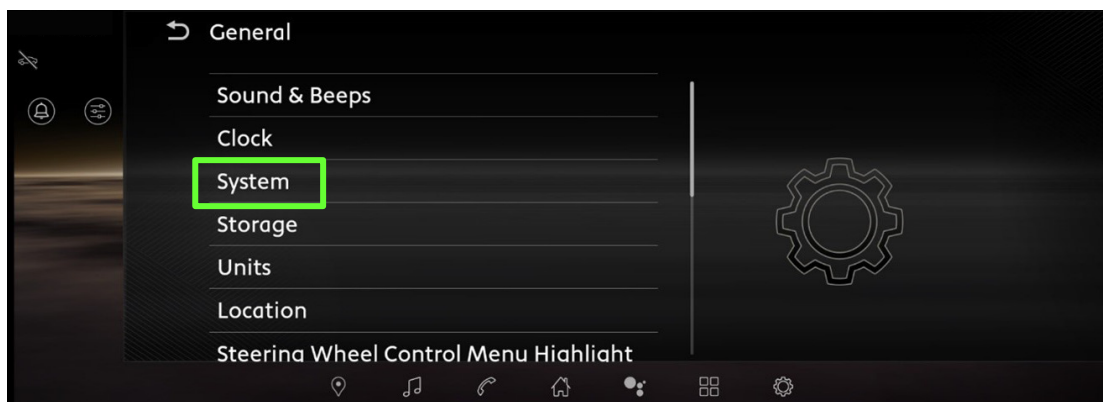 General
Sound & Beeps
Clock
System
Storage
Units
Location
Steering Wheel Control Menu Highlight